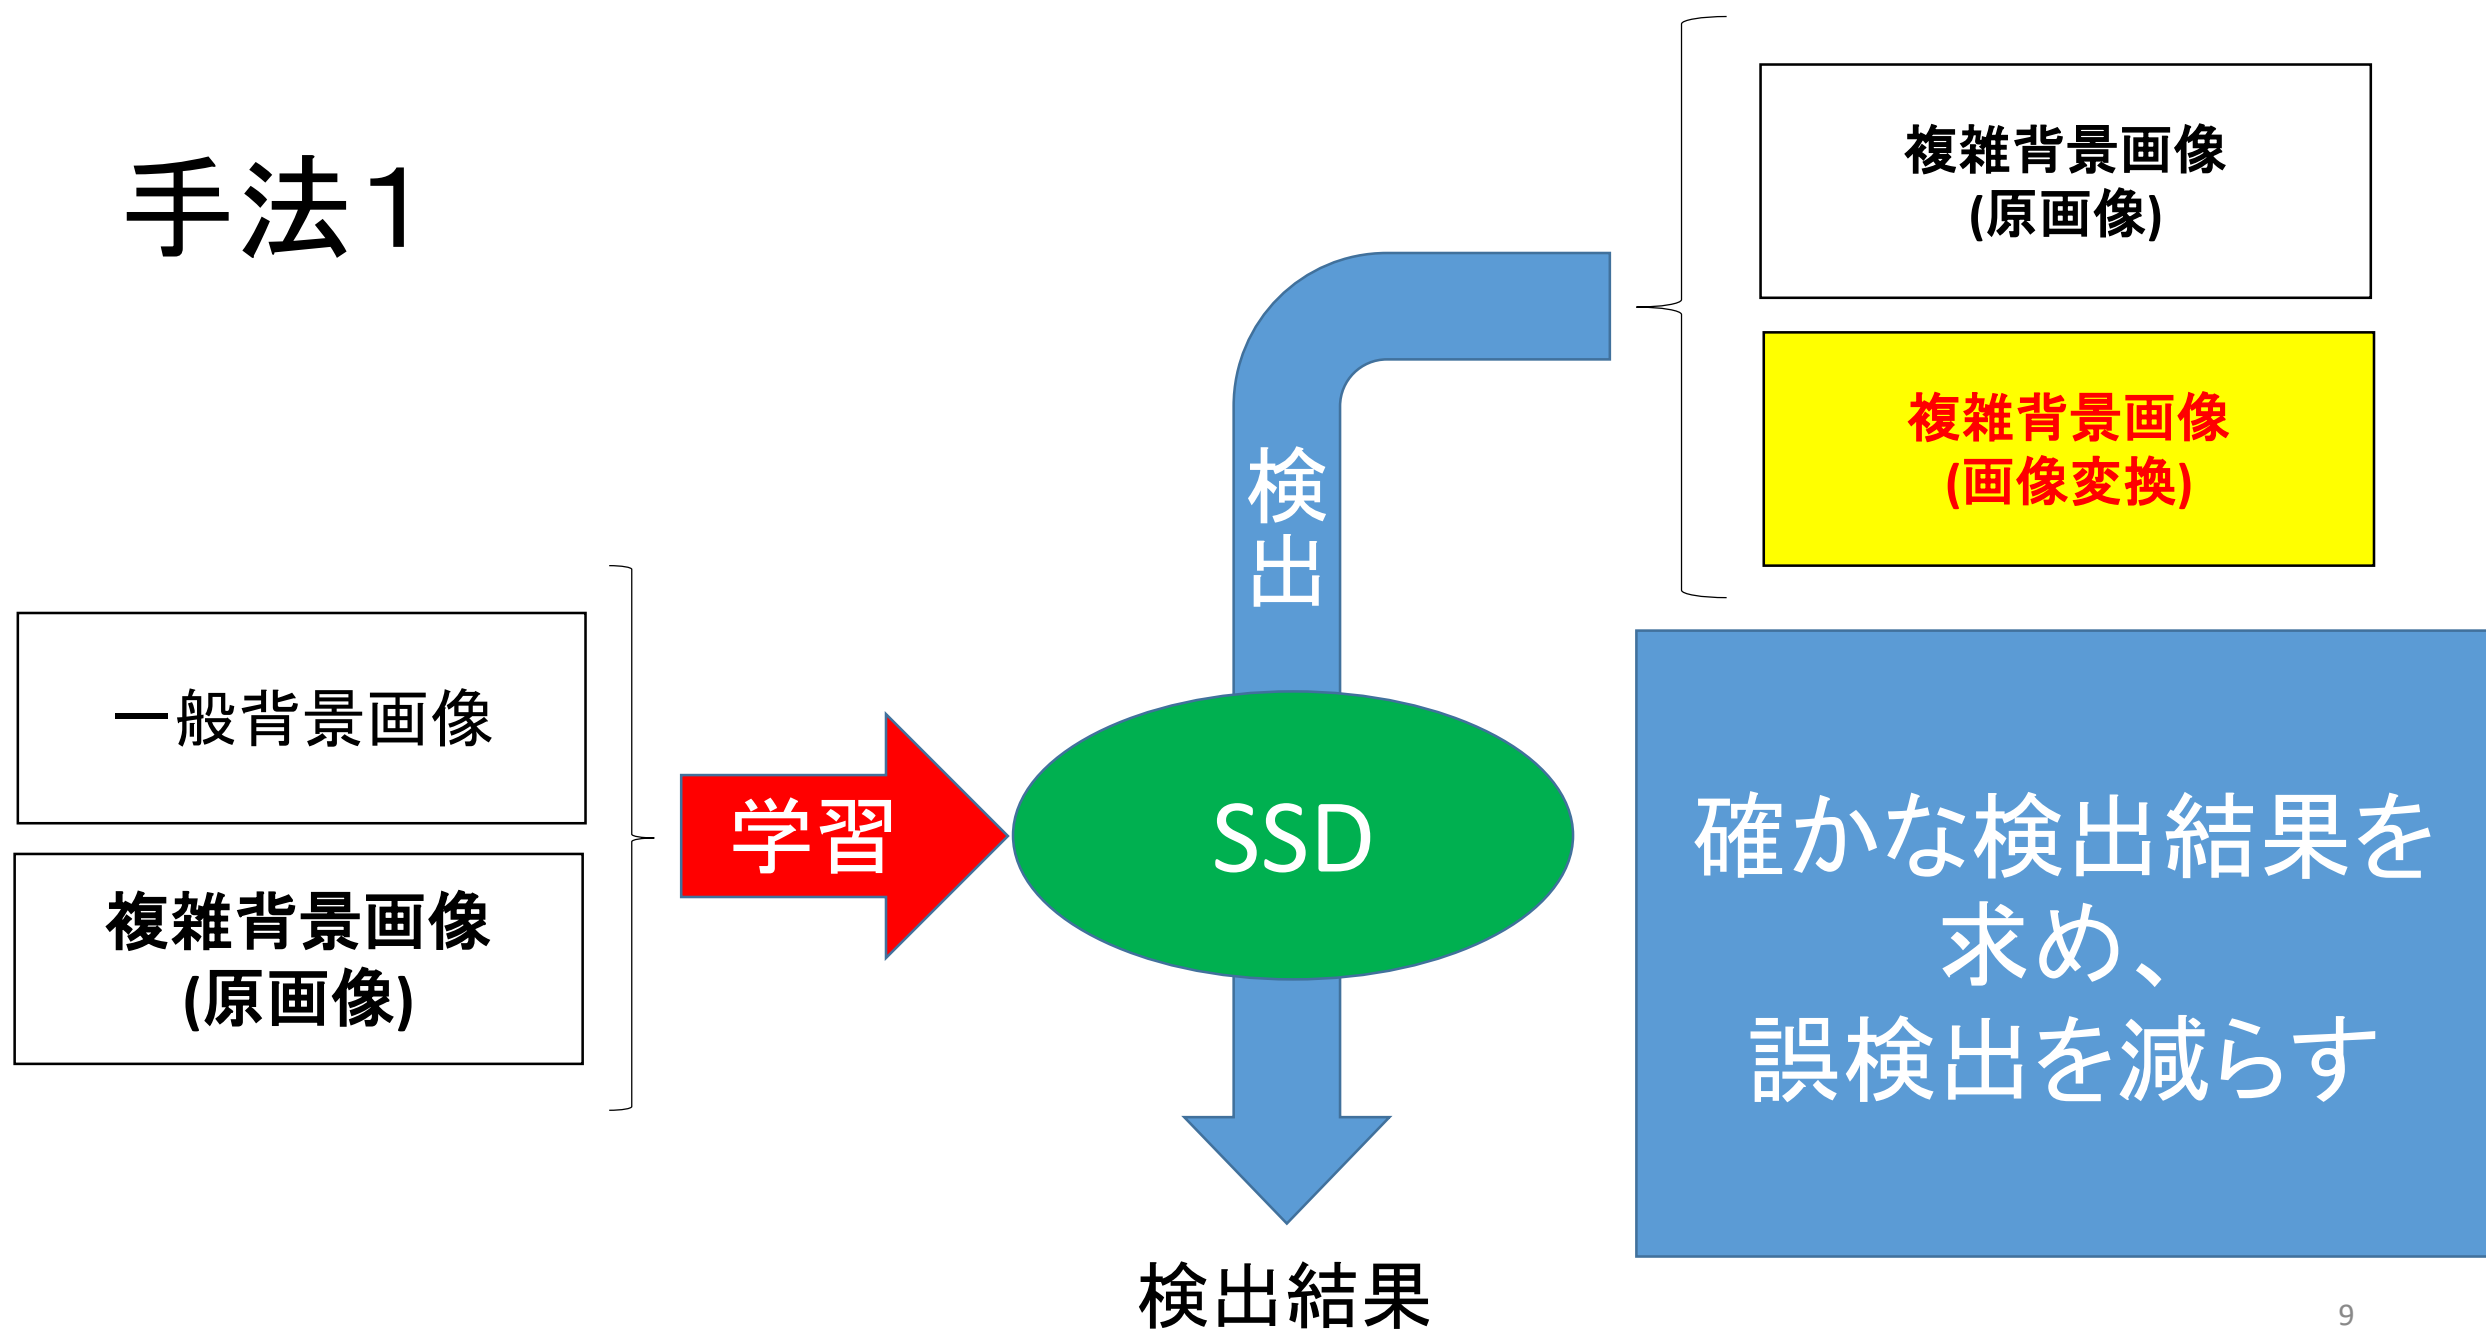 手法1
複雑背景画像
(原画像)
複雑背景画像
(画像変換)
検
出
一般背景画像
複雑背景画像
(原画像)
学習
SSD
確かな検出結果を
求め、
誤検出を減らす
検出結果
9